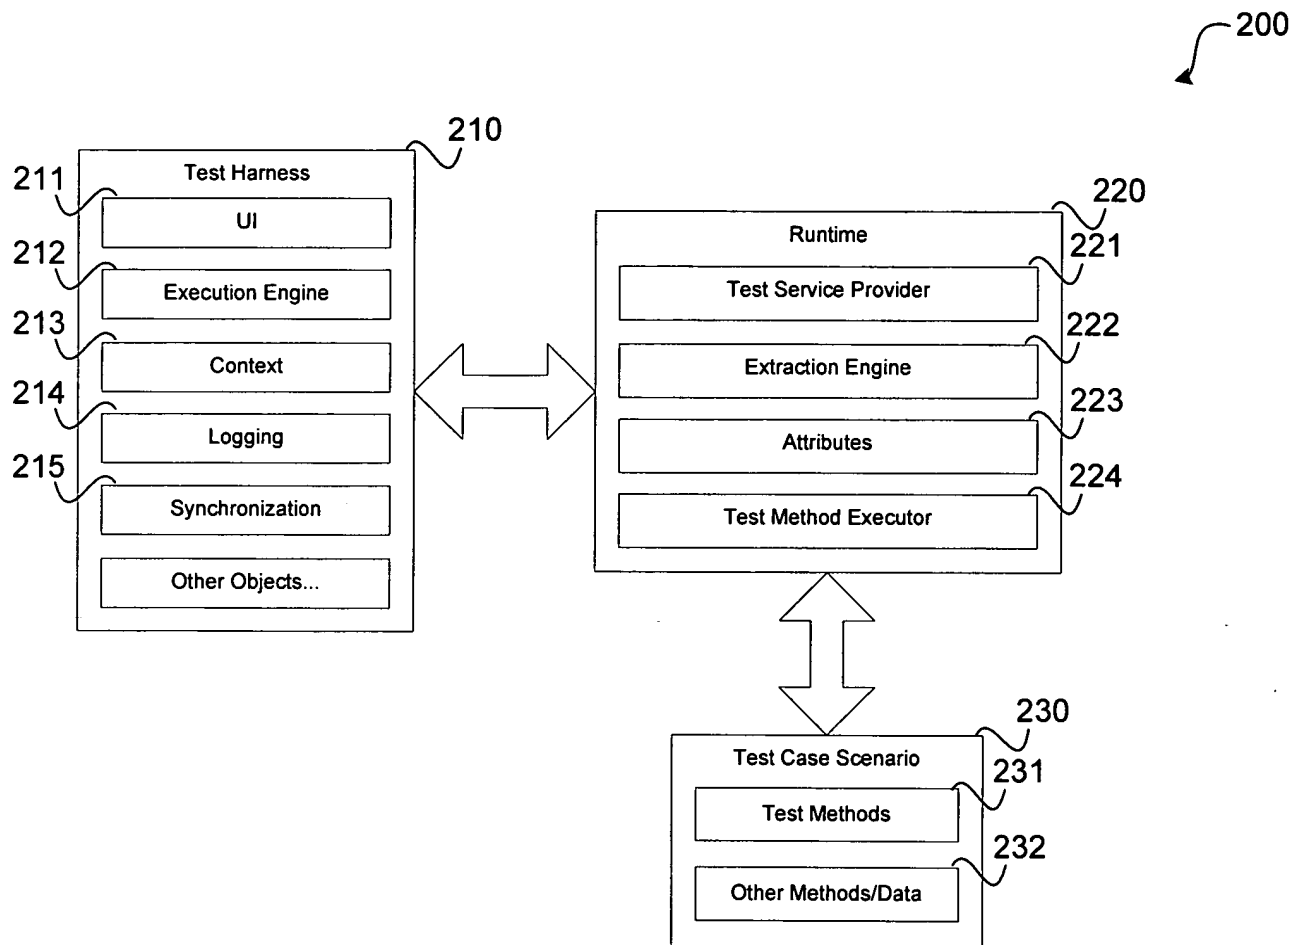 200
210
Test Harness
211
UI
212
Execution Engine
213
Context
214
Logging
215
Synchronization
Other Objects...
220
Runtime
221
Test Service Provider
222
Extraction Engine
223
Attributes
224
Test Method Executor
230
Test Case Scenario
231
Test Methods
232
Other Methods/Data